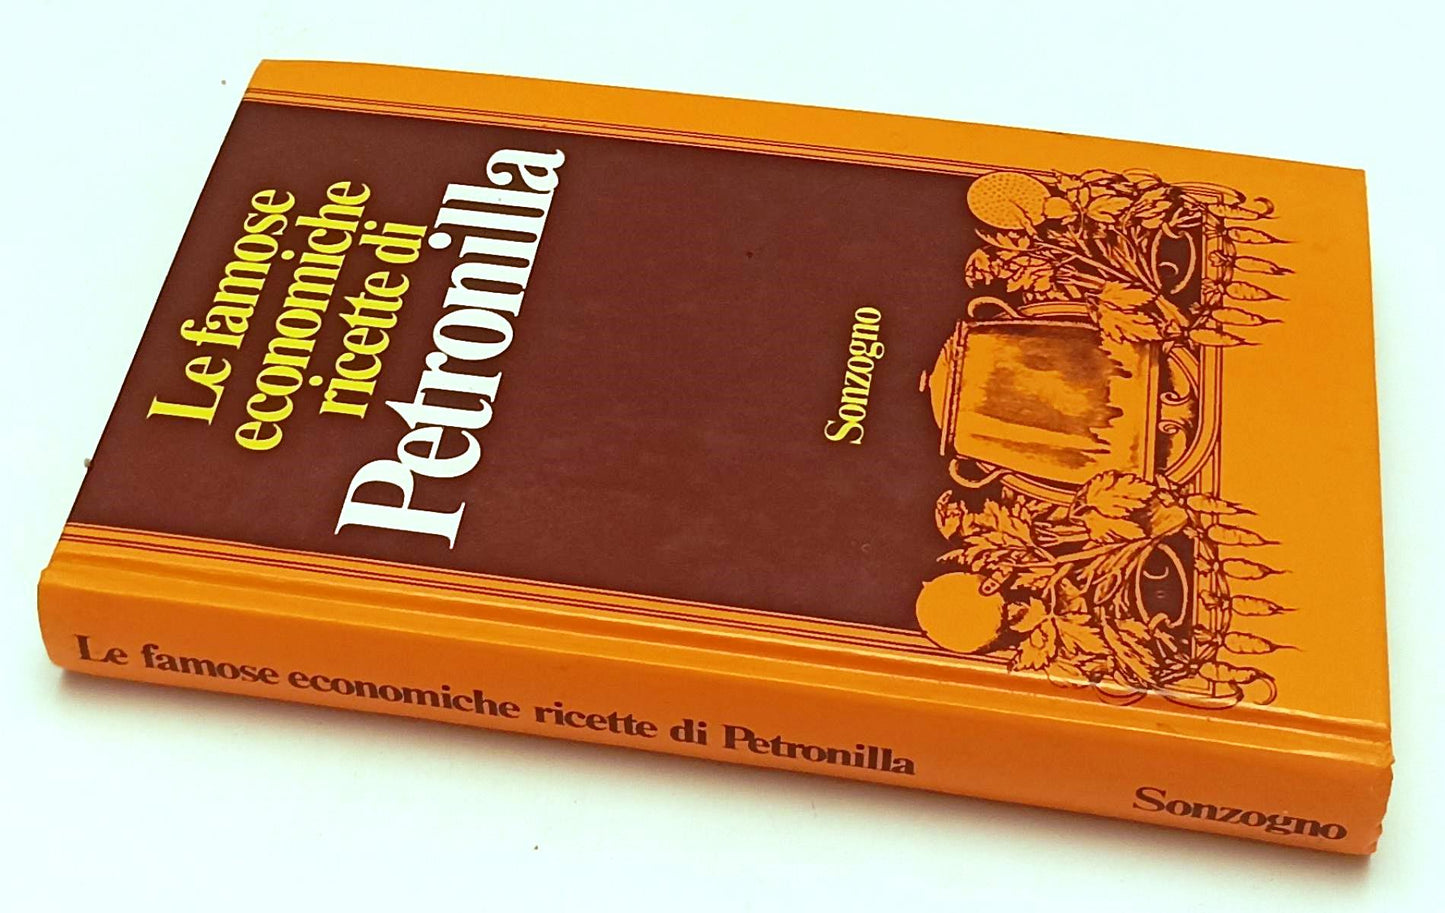 Le famose
economiche
ricette di
Petronilla
Sonzogno
Le famose economiche ricette di Petronilla
Sonzogno